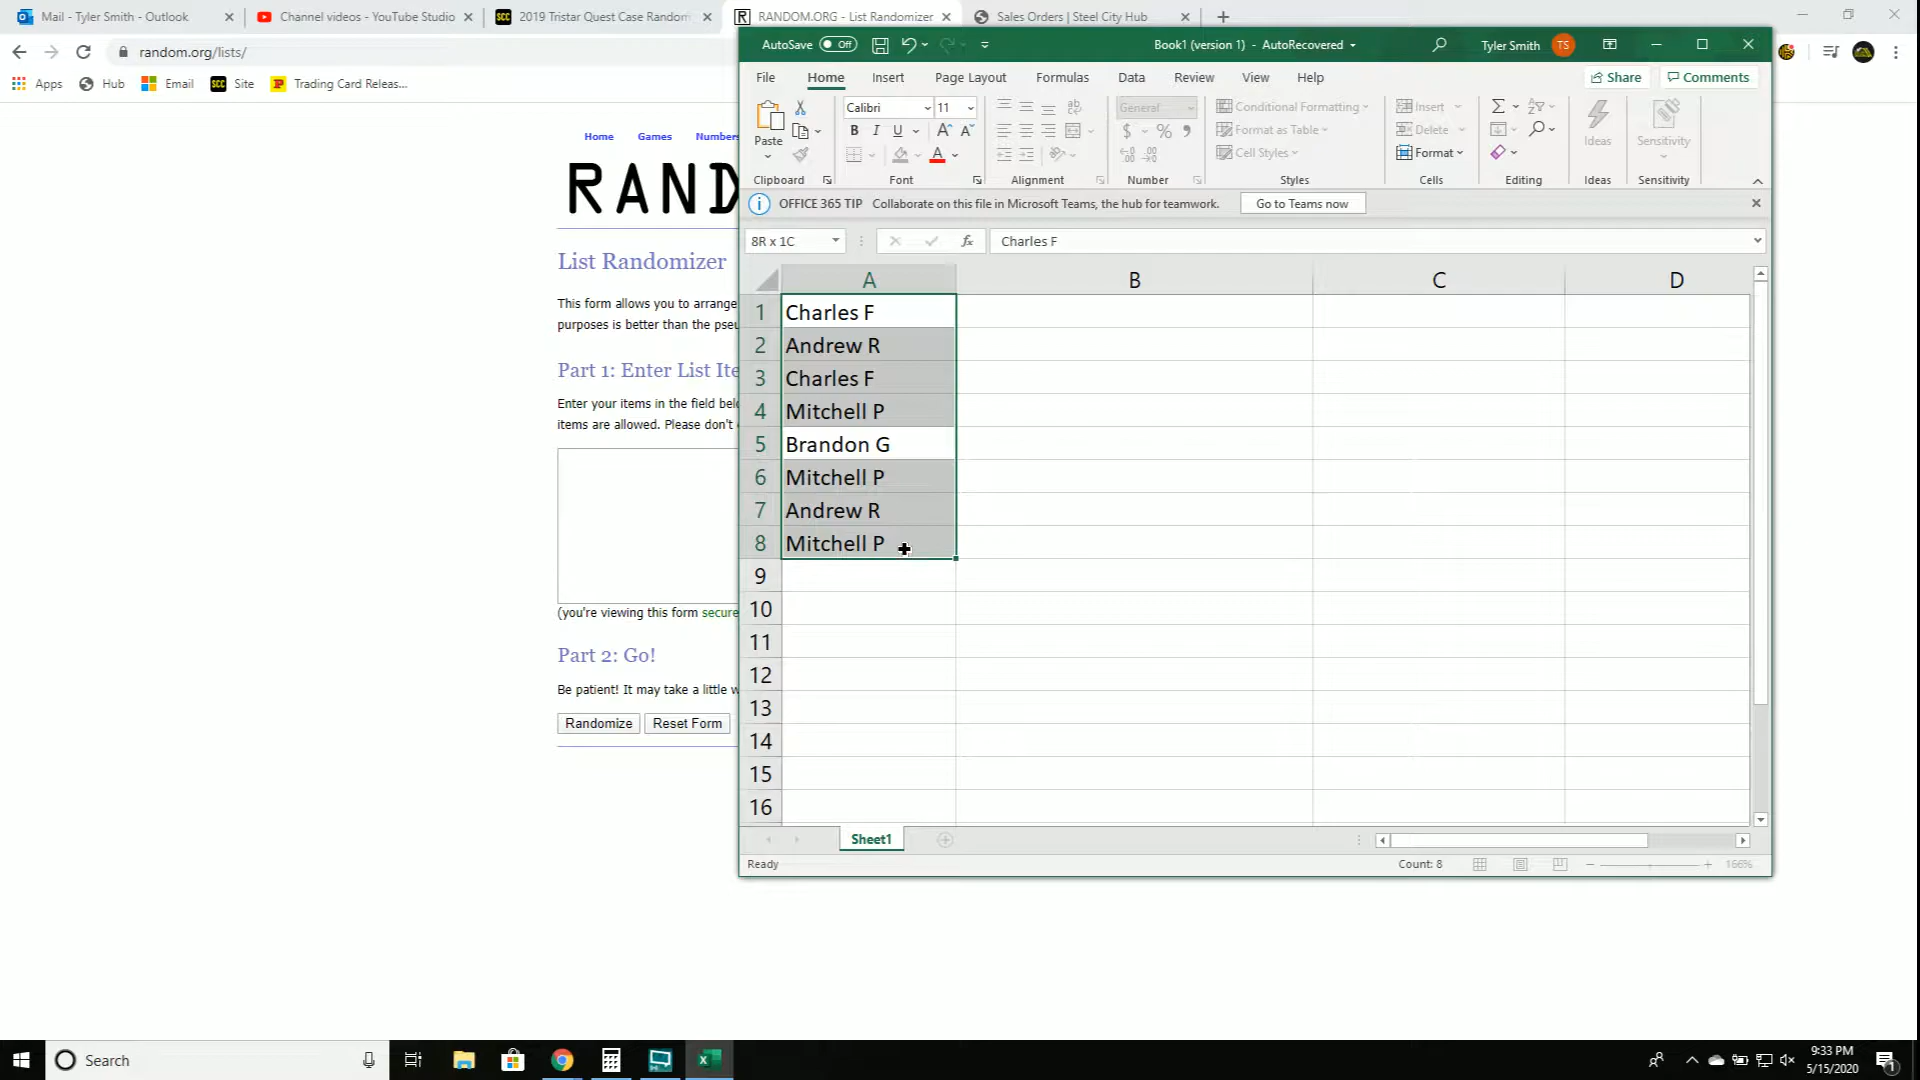 Mail - Tyler Smith - Outlook
Channel videos - YouTube Studio
2019 Tristar Quest Case Random
RANDOM.ORG - List Randomizer
Sales Orders | Steel City Hub
random.org/lists/
Apps Hub Email Site Trading Card Releas...
AutoSave Off
Book1 (version 1) - AutoRecovered
Tyler Smith TS
File Home Insert Page Layout Formulas Data Review View Help
Share Comments
Paste
Calibri 11
General
Conditional Formatting
Format as Table
Cell Styles
Insert
Delete
Format
Ideas
Sensitivity
Clipboard Font Alignment Number Styles Cells Editing Ideas Sensitivity
OFFICE 365 TIP Collaborate on this file in Microsoft Teams, the hub for teamwork. Go to Teams now
8R x 1C
fx
Charles F
A B C D
1 Charles F
2 Andrew R
3 Charles F
4 Mitchell P
5 Brandon G
6 Mitchell P
7 Andrew R
8 Mitchell P
9
10
11
12
13
14
15
16
Sheet1
Ready
Count: 8
166%
Home Games Numbers
RAND
List Randomizer
This form allows you to arrange
purposes is better than the pseu
Part 1: Enter List Ite
Enter your items in the field belo
items are allowed. Please don't
(you're viewing this form secure
Part 2: Go!
Be patient! It may take a little w
Randomize Reset Form
Search
9:33 PM
5/15/2020
1